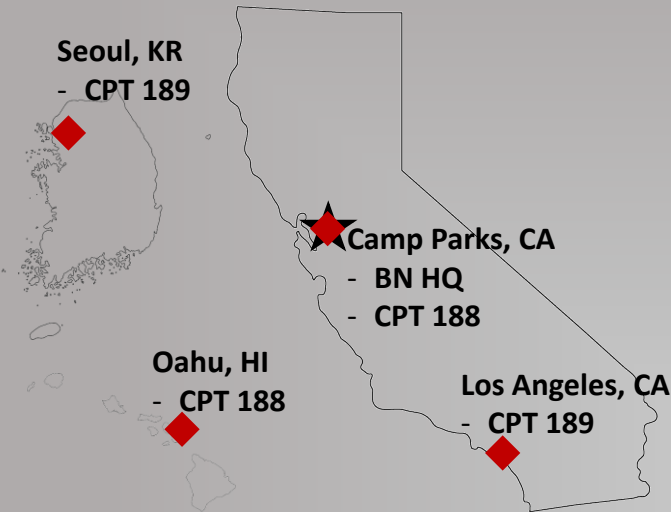 Seoul, KR
- CPT 189
Camp Parks, CA
- BN HQ
- CPT 188
Oahu, HI
- CPT 188
Los Angeles, CA
- CPT 189